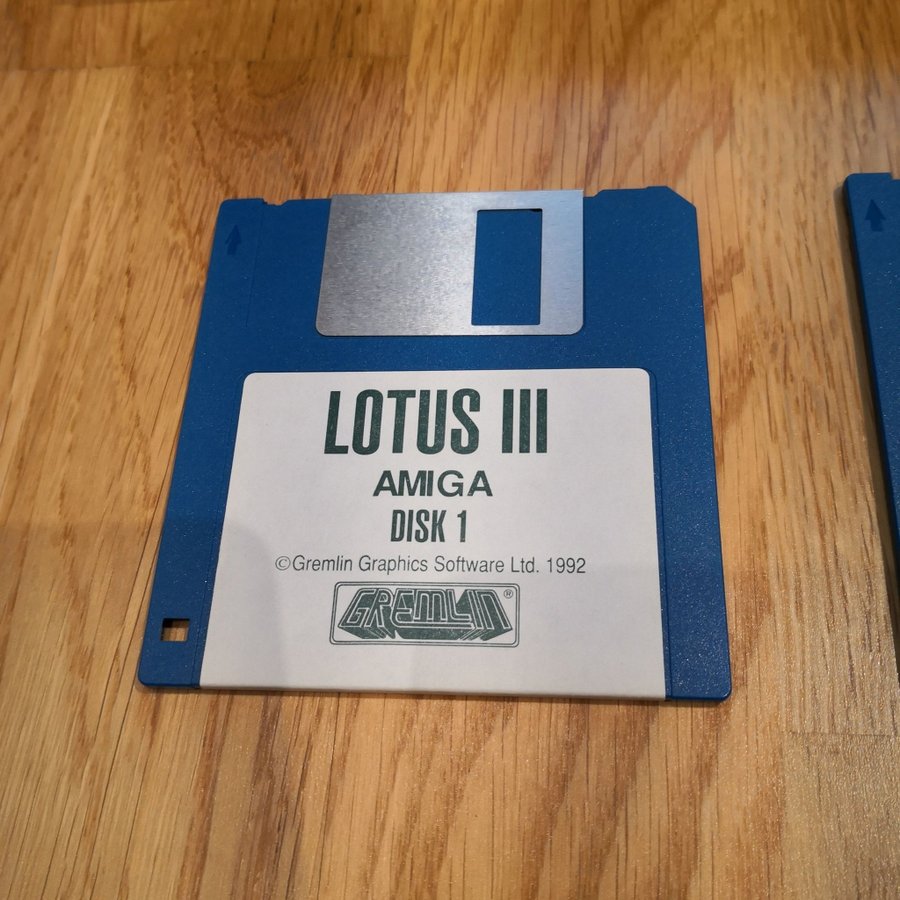 LOTUS III
AMIGA
DISK 1
©Gremlin Graphics Software Ltd. 1992
GREMLIN®